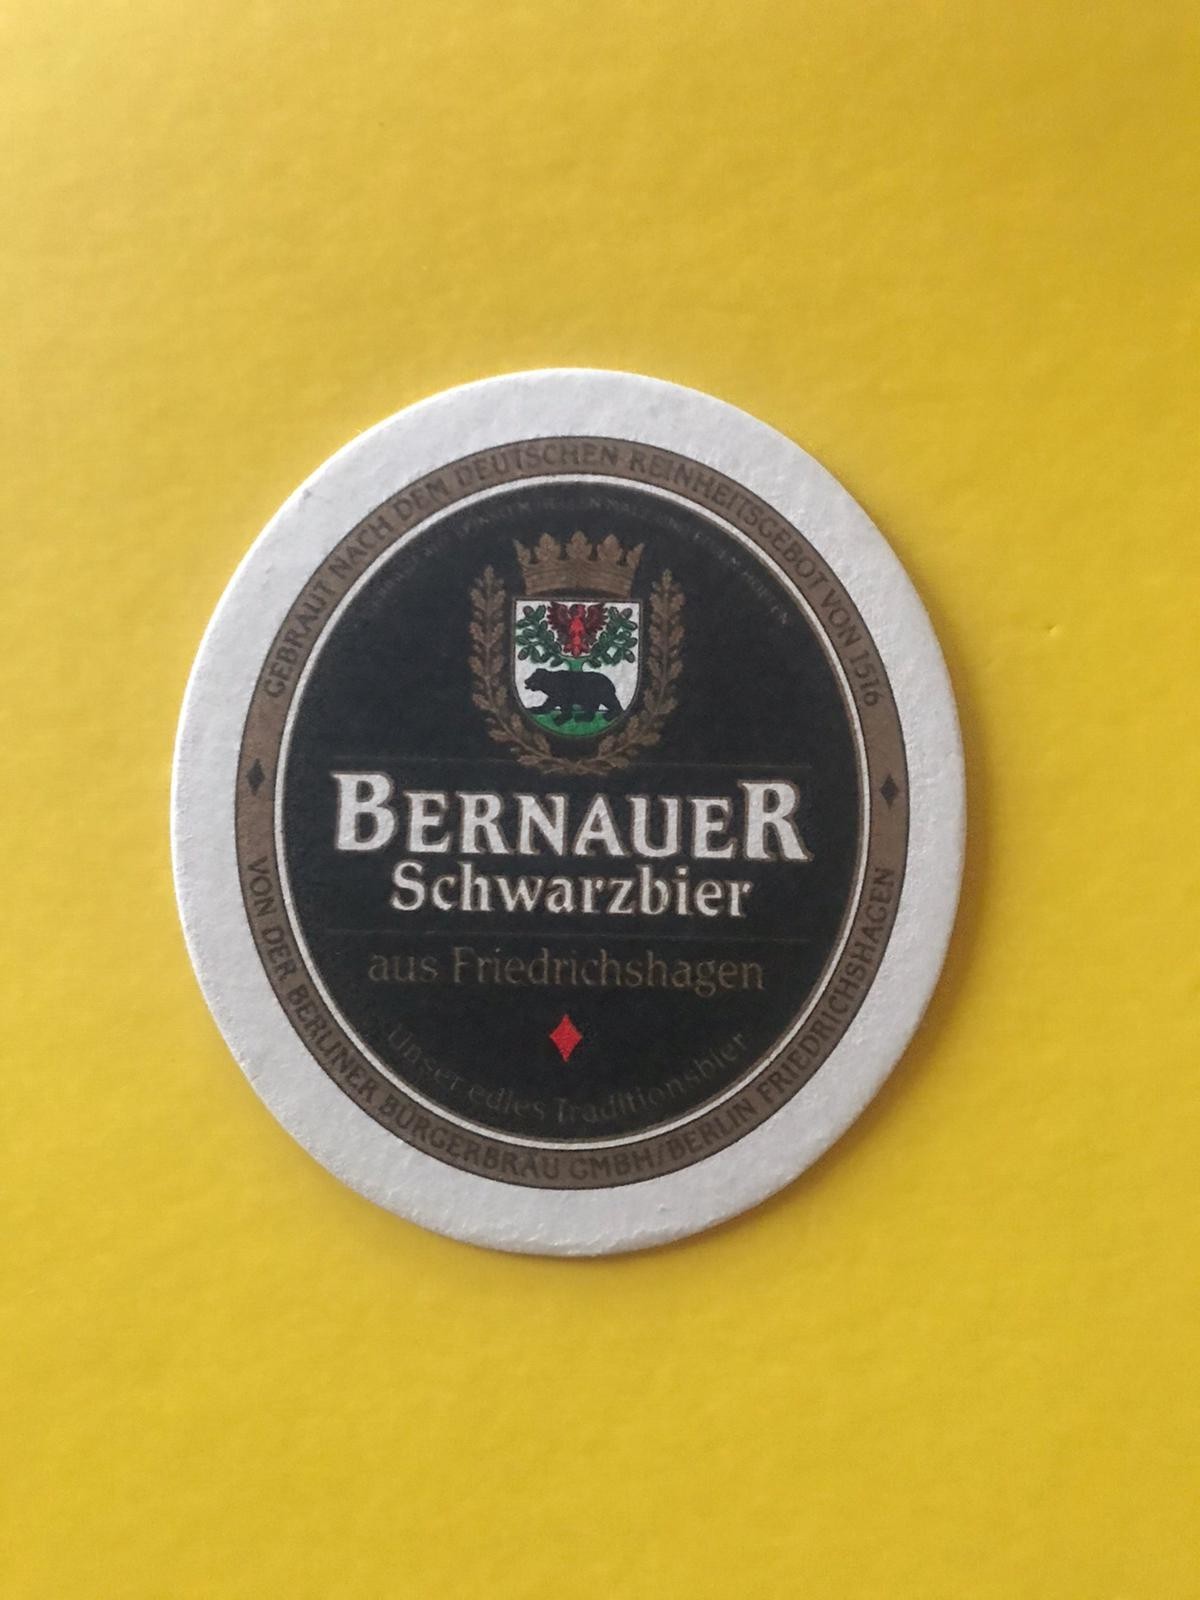 GEBRAUT NACH DEM DEUTSCHEN REINHEITSGEBOT VON 1516
BERNAUER
Schwarzbier
aus Friedrichshagen
Unser edles Traditionsbier
VON DER BERLINER BÜRGERBRÄU GMBH/BERLIN FRIEDRICHSHAGEN